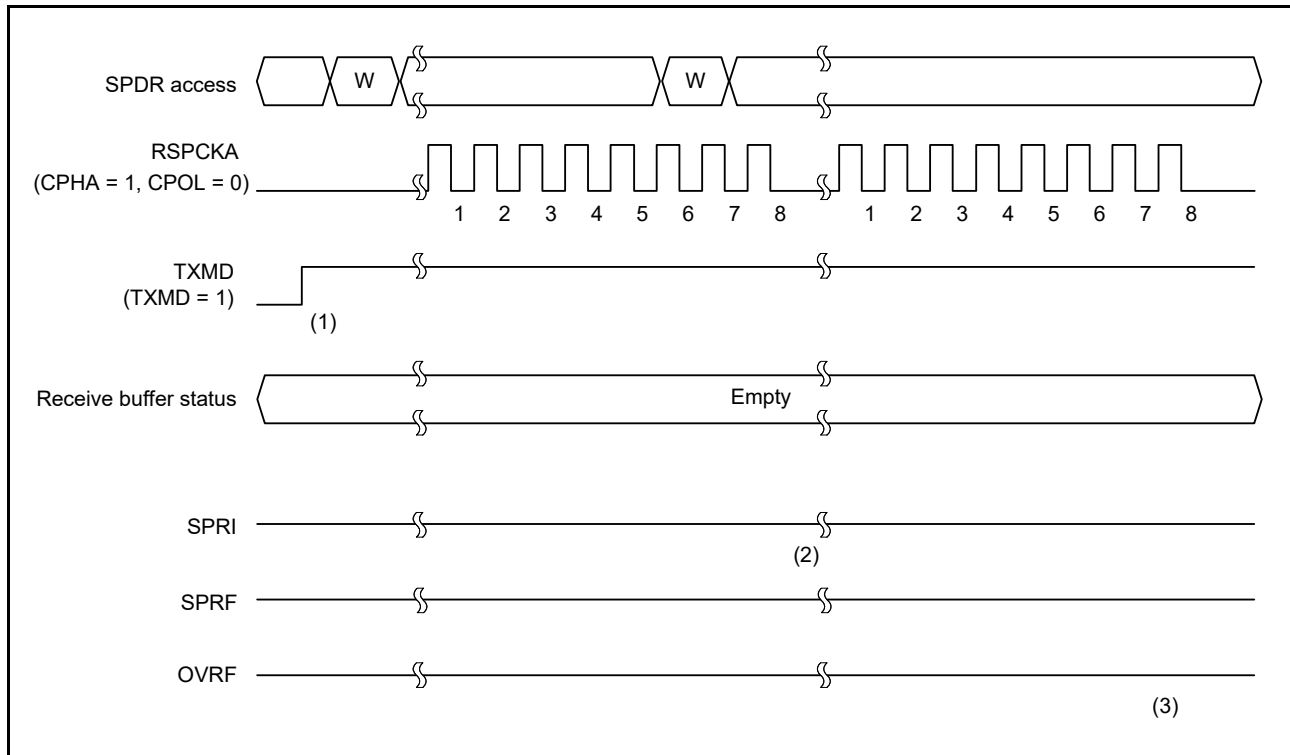 SPDR access
W
W
RSPCKA
(CPHA = 1, CPOL = 0)
1 2 3 4 5 6 7 8 1 2 3 4 5 6 7 8
TXMD
(TXMD = 1)
(1)
Receive buffer status
Empty
SPRI
(2)
SPRF
OVRF
(3)